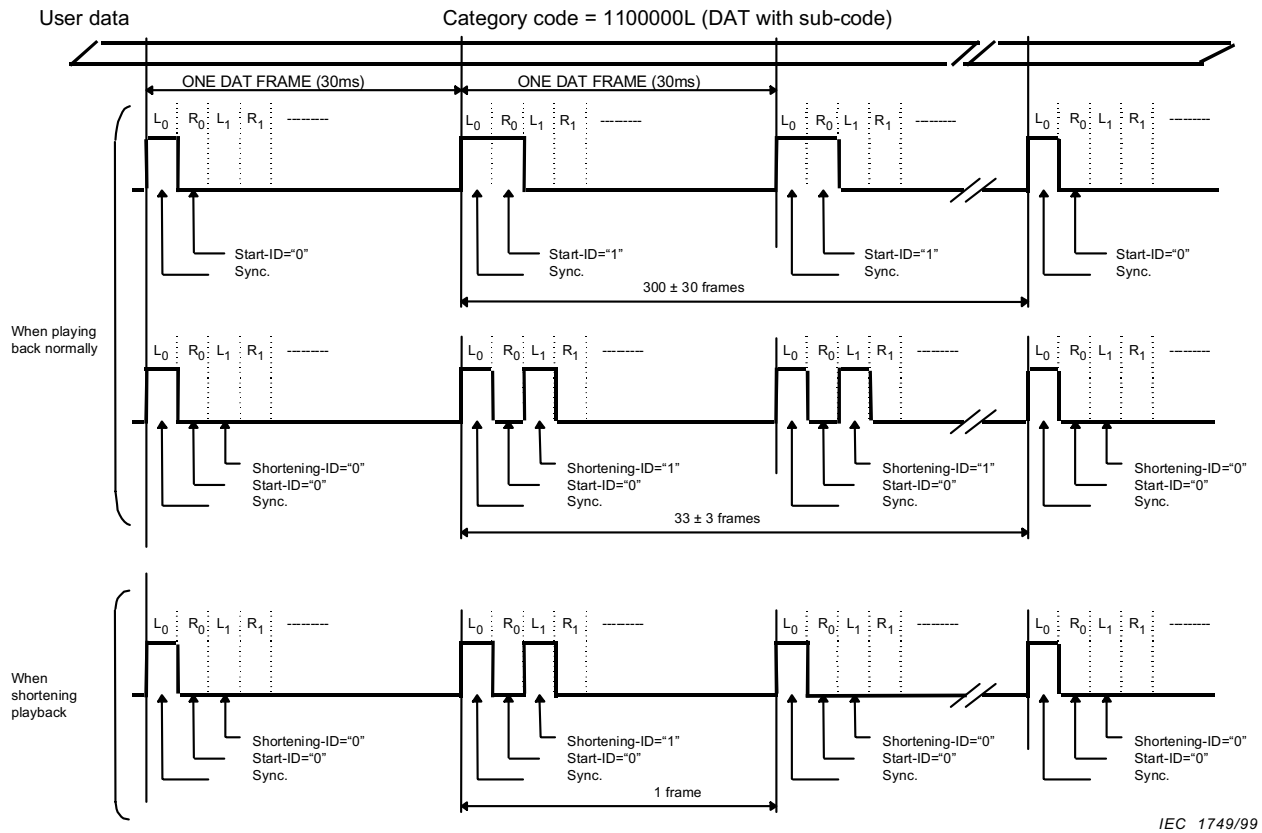 User data Category code = 1100000L (DAT with sub-code)
ONE DAT FRAME (30ms) ONE DAT FRAME (30ms)
L0 R0 L1 R1 --------- L0 R0 L1 R1 --------- L0 R0 L1 R1 --------- L0 R0 L1 R1 ---------
Start-ID=“0” Start-ID=“1” Start-ID=“1” Start-ID=“0”
Sync. Sync. Sync. Sync.
300 ± 30 frames
When playing
back normally
L0 R0 L1 R1 --------- L0 R0 L1 R1 --------- L0 R0 L1 R1 --------- L0 R0 L1 R1 ---------
Shortening-ID=“0” Shortening-ID=“1” Shortening-ID=“1” Shortening-ID=“0”
Start-ID=“0” Start-ID=“0” Start-ID=“0” Start-ID=“0”
Sync. Sync. Sync. Sync.
33 ± 3 frames
L0 R0 L1 R1 --------- L0 R0 L1 R1 --------- L0 R0 L1 R1 --------- L0 R0 L1 R1 ---------
When
shortening
playback
Shortening-ID=“0” Shortening-ID=“1” Shortening-ID=“0” Shortening-ID=“0”
Start-ID=“0” Start-ID=“0” Start-ID=“0” Start-ID=“0”
Sync. Sync. Sync. Sync.
1 frame
IEC 1749/99